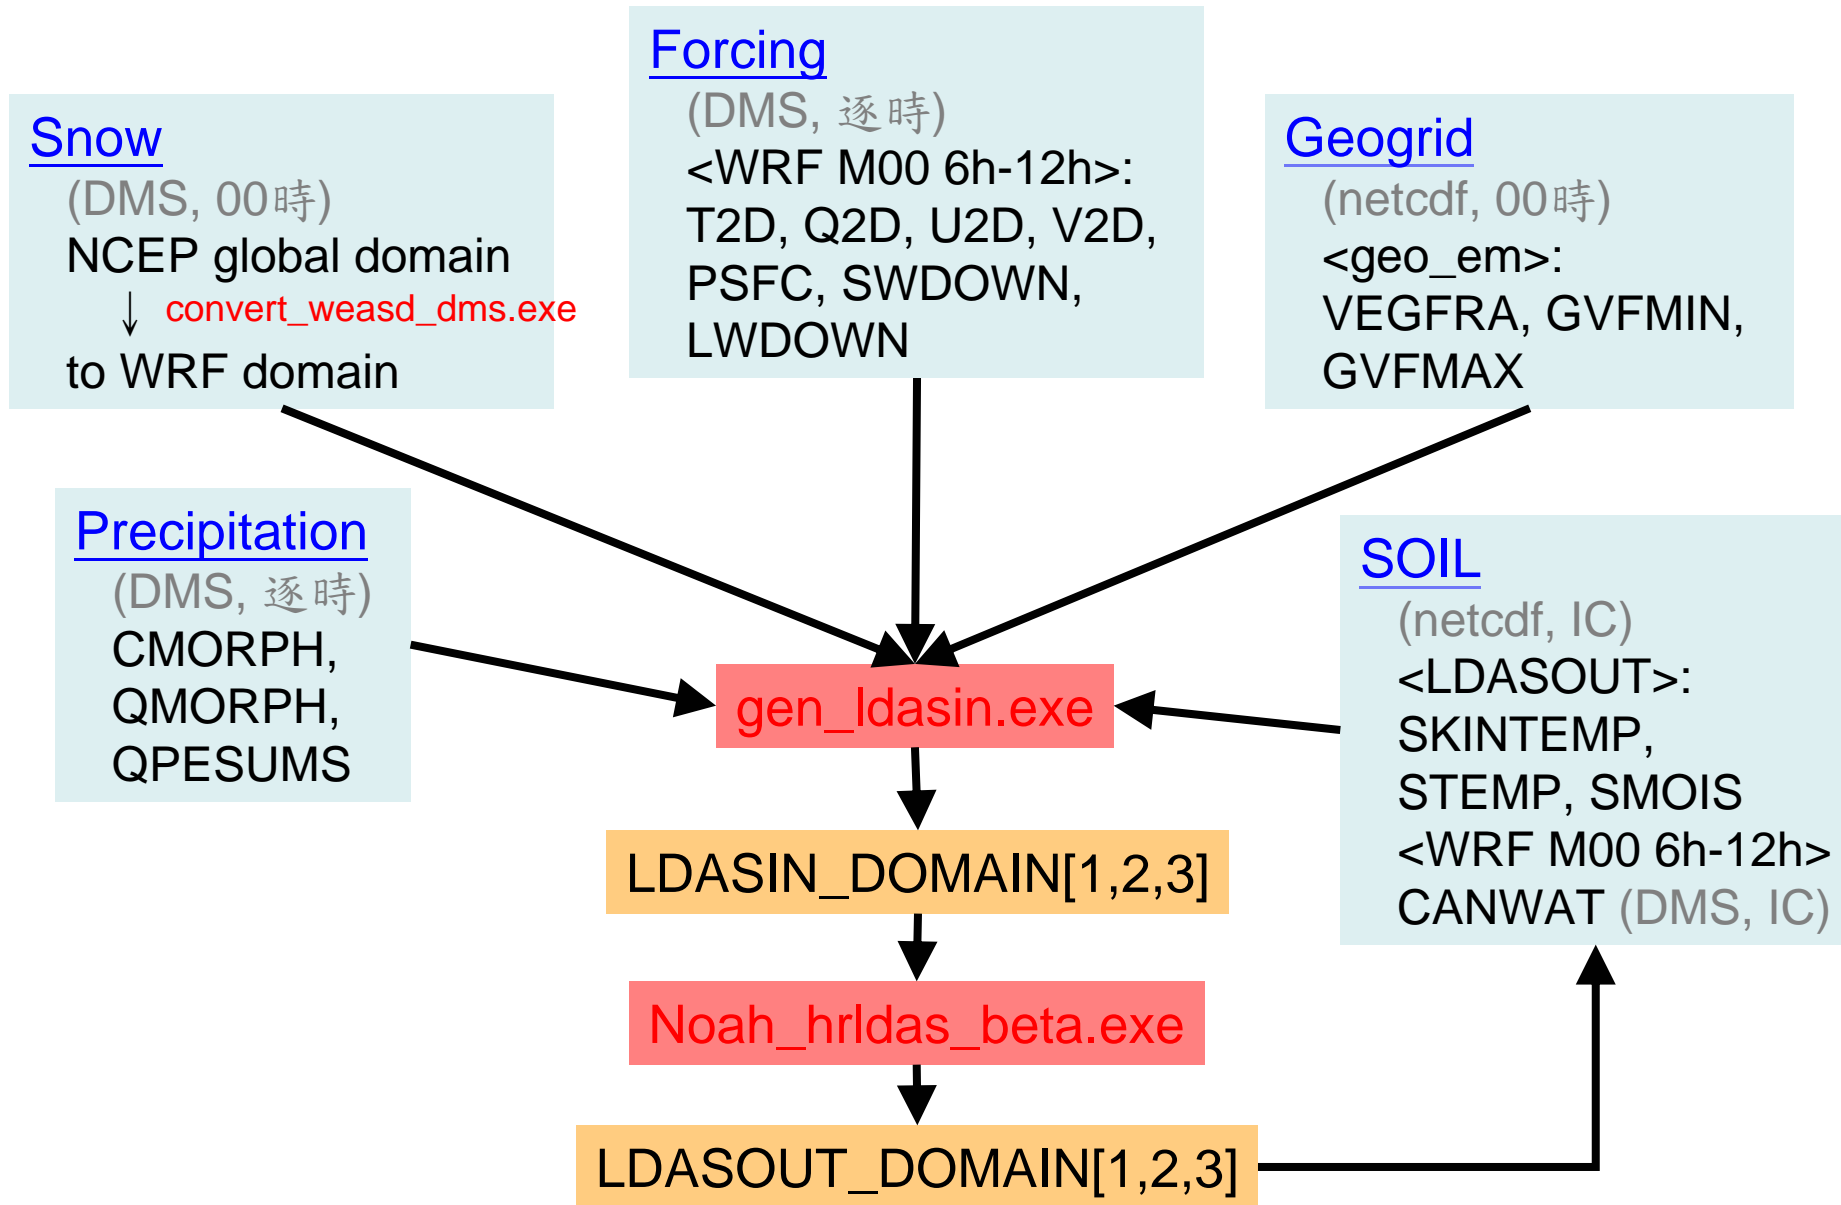 Forcing
(DMS, 逐時)
<WRF M00 6h-12h>:
T2D, Q2D, U2D, V2D,
PSFC, SWDOWN,
LWDOWN
Snow
(DMS, 00時)
NCEP global domain
↓ convert_weasd_dms.exe
to WRF domain
Geogrid
(netcdf, 00時)
<geo_em>:
VEGFRA, GVFMIN,
GVFMAX
Precipitation
(DMS, 逐時)
CMORPH,
QMORPH,
QPESUMS
SOIL
(netcdf, IC)
<LDASOUT>:
SKINTEMP,
STEMP, SMOIS
<WRF M00 6h-12h>
CANWAT (DMS, IC)
gen_ldasin.exe
LDASIN_DOMAIN[1,2,3]
Noah_hrldas_beta.exe
LDASOUT_DOMAIN[1,2,3]